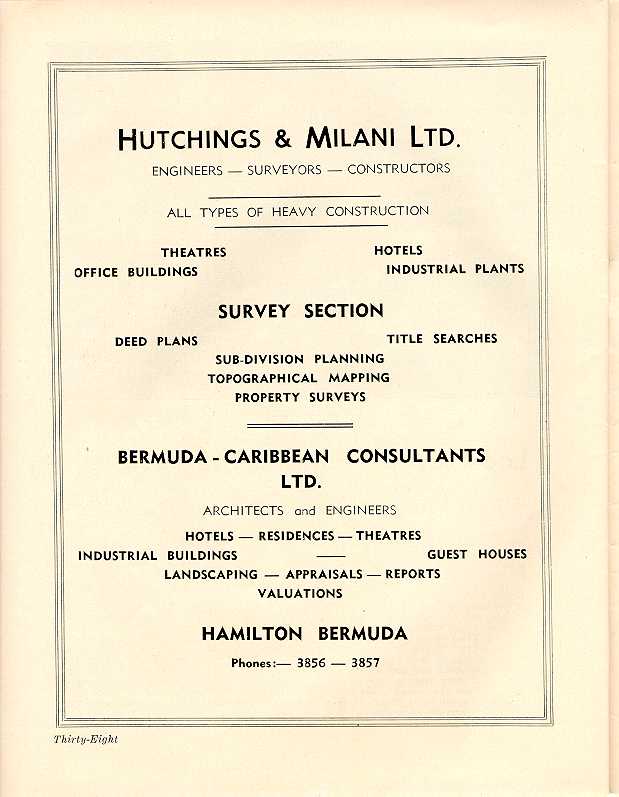 HUTCHINGS & MILANI LTD.
ENGINEERS — SURVEYORS — CONSTRUCTORS
ALL TYPES OF HEAVY CONSTRUCTION
THEATRES HOTELS
OFFICE BUILDINGS INDUSTRIAL PLANTS
SURVEY SECTION
DEED PLANS TITLE SEARCHES
SUB-DIVISION PLANNING
TOPOGRAPHICAL MAPPING
PROPERTY SURVEYS
BERMUDA - CARIBBEAN CONSULTANTS
LTD.
ARCHITECTS and ENGINEERS
HOTELS — RESIDENCES — THEATRES
INDUSTRIAL BUILDINGS — GUEST HOUSES
LANDSCAPING — APPRAISALS — REPORTS
VALUATIONS
HAMILTON BERMUDA
Phones:— 3856 — 3857
Thirty-Eight